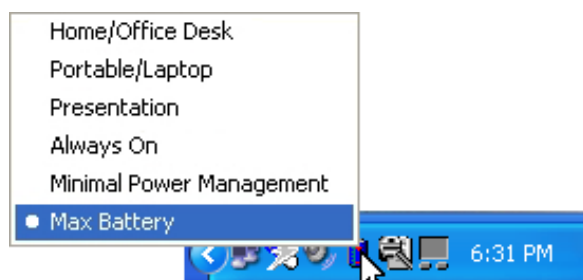 Home/Office Desk
Portable/Laptop
Presentation
Always On
Minimal Power Management
Max Battery
6:31 PM